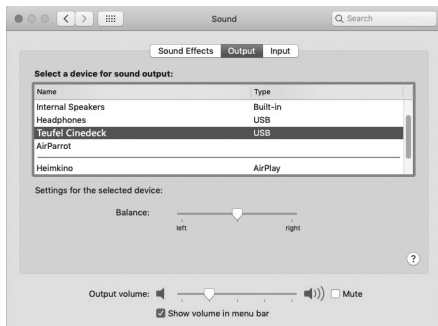 Sound
Search
Sound Effects Output Input
Select a device for sound output:
Name Type
Internal Speakers Built-in
Headphones USB
Teufel Cinedeck USB
AirParrot
Heimkino AirPlay
Settings for the selected device:
Balance:
left right
?
Output volume: Mute
Show volume in menu bar